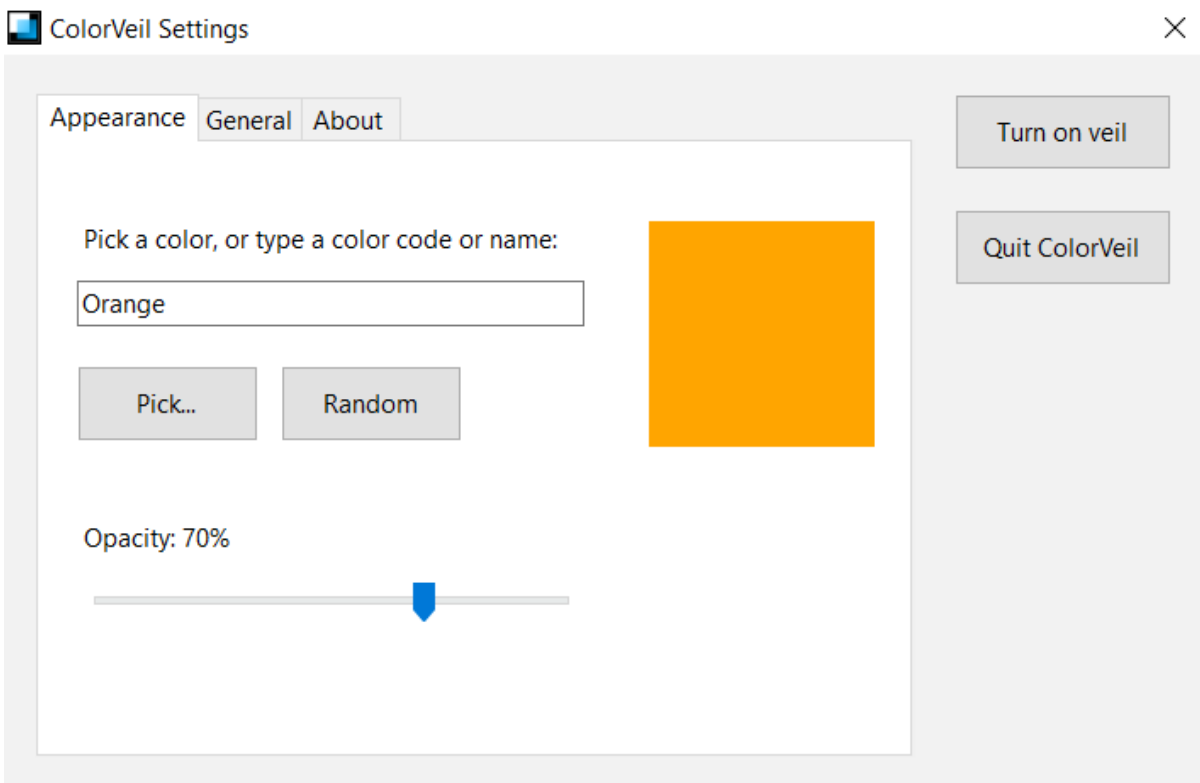 ColorVeil Settings
Appearance General About
Turn on veil
Quit ColorVeil
Pick a color, or type a color code or name:
Orange
Pick... Random
Opacity: 70%